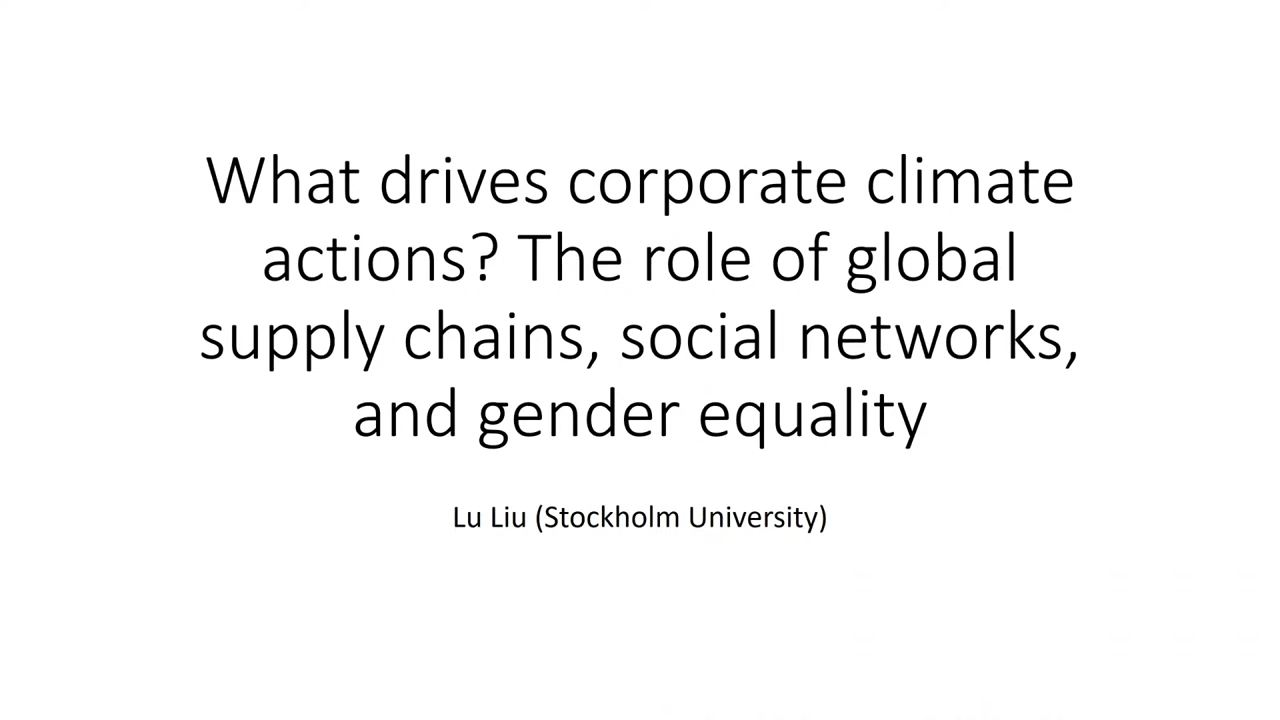 What drives corporate climate
actions? The role of global
supply chains, social networks,
and gender equality
Lu Liu (Stockholm University)